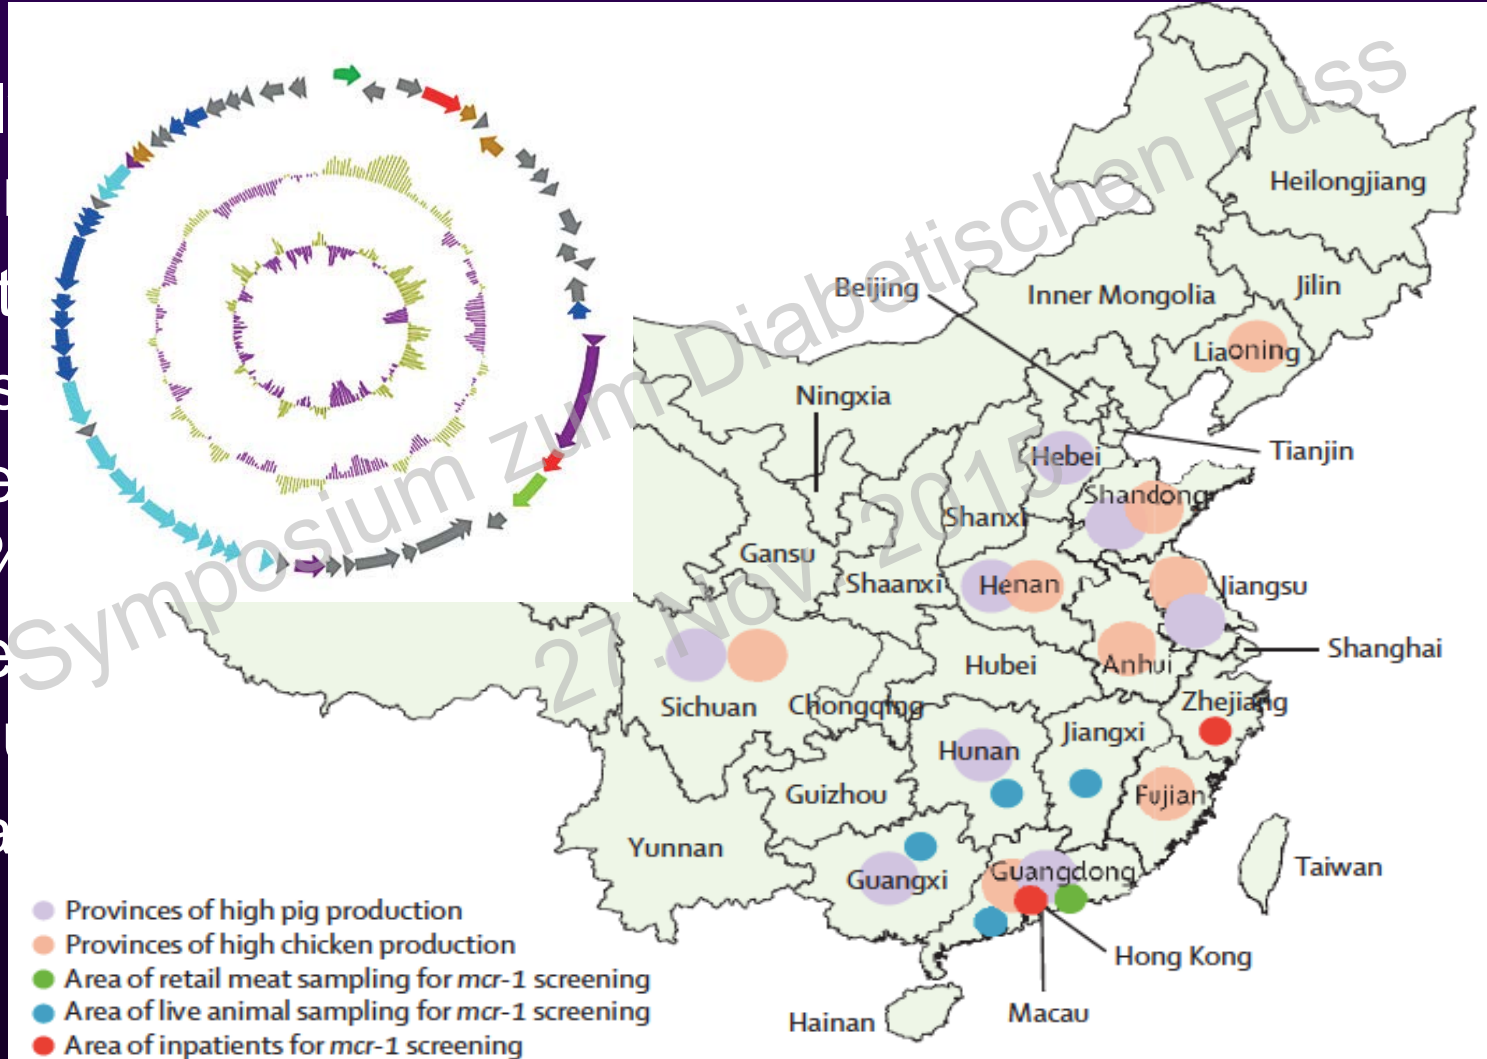 Heilongjiang
Jilin
Inner Mongolia
Beijing
Liaoning
Ningxia
Tianjin
Hebei
Shandong
Shanxi
Gansu
Shaanxi
Henan
Jiangsu
Shanghai
Hubei
Anhui
Sichuan
Chongqing
Zhejiang
Jiangxi
Hunan
Guizhou
Fujian
Yunnan
Guangxi
Guangdong
Taiwan
Hong Kong
Macau
Hainan
Provinces of high pig production
Provinces of high chicken production
Area of retail meat sampling for mcr-1 screening
Area of live animal sampling for mcr-1 screening
Area of inpatients for mcr-1 screening
Symposium zum Diabetischen Fuss
27.Nov. 2015